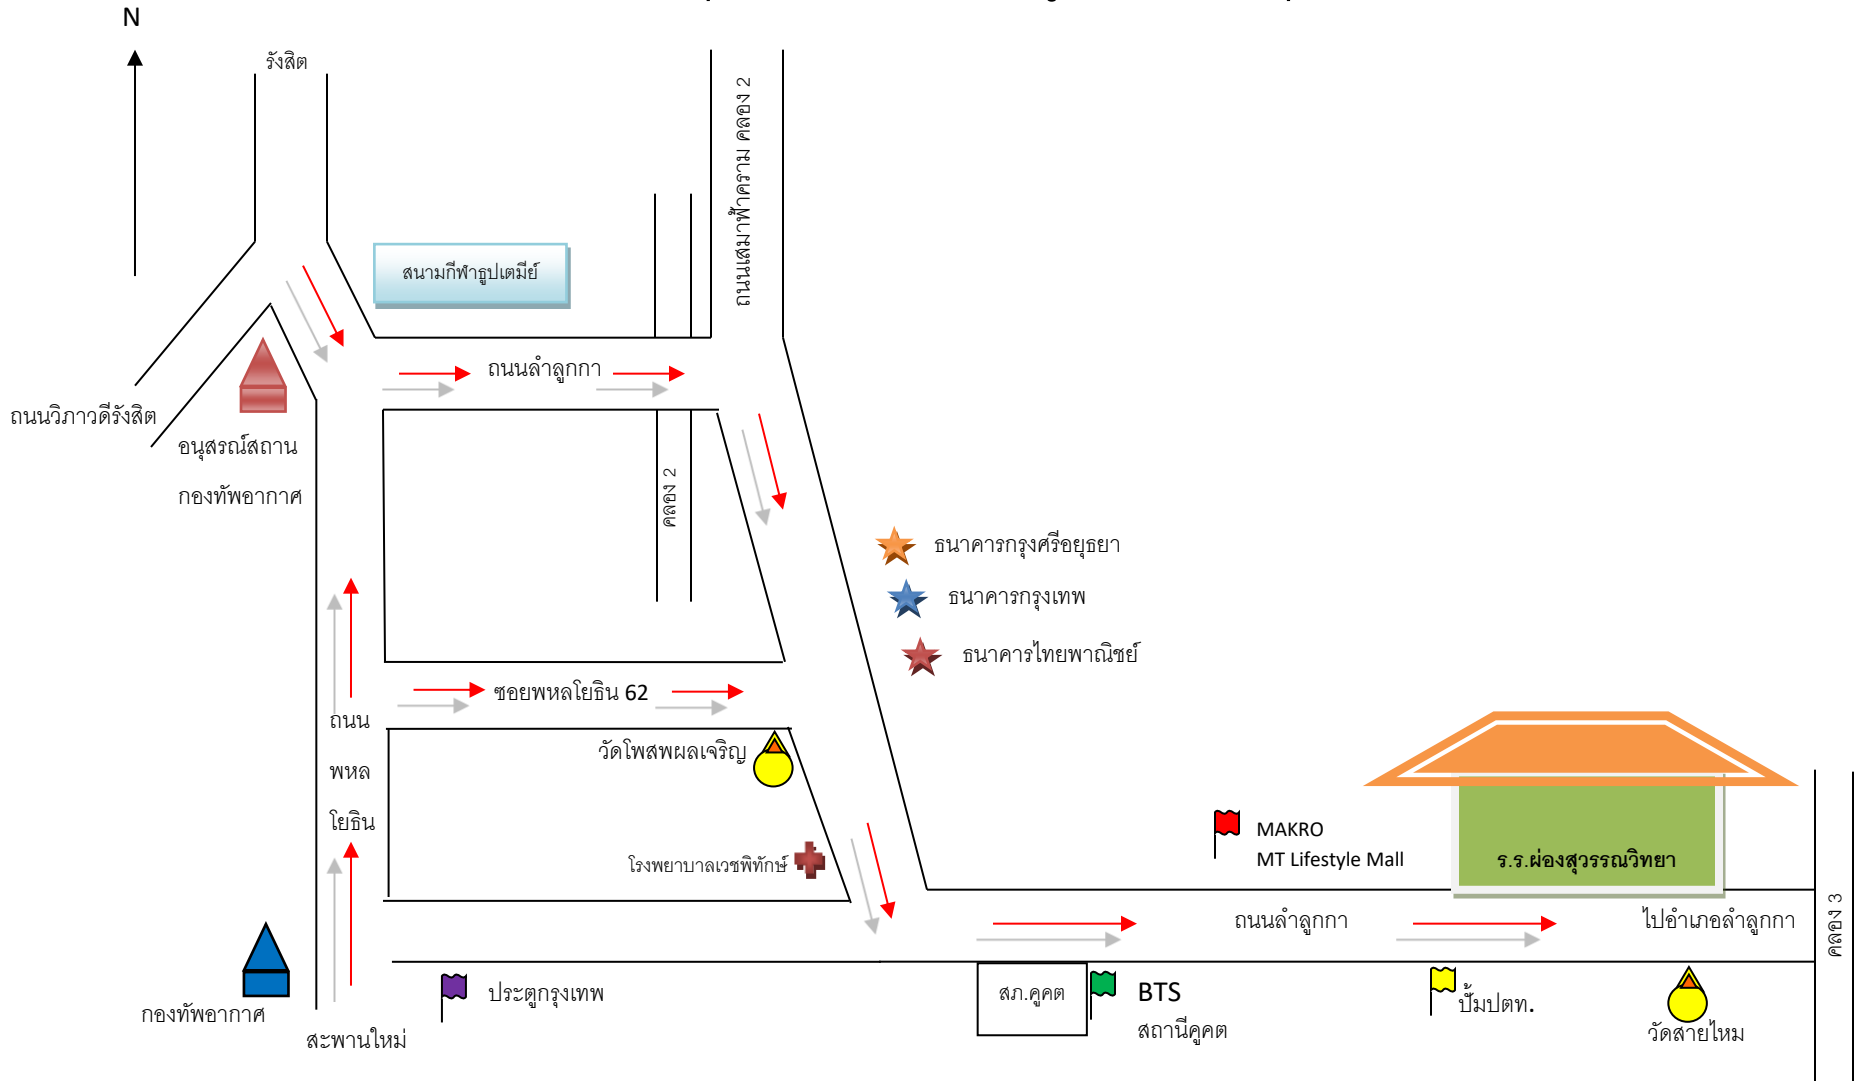 N
รังสิต
ถนนเสมาฟ้าคราม คลอง 2
สนามกีฬาธูปเตมีย์
ถนนลำลูกกา
ถนนวิภาวดีรังสิต
อนุสรณ์สถาน
กองทัพอากาศ
คลอง 2
ธนาคารกรุงศรีอยุธยา
ธนาคารกรุงเทพ
ธนาคารไทยพาณิชย์
ซอยพหลโยธิน 62
ถนน
พหล
โยธิน
วัดโพสพผลเจริญ
โรงพยาบาลเวชพิทักษ์
MAKRO
MT Lifestyle Mall
ร.ร.ผ่องสุวรรณวิทยา
ถนนลำลูกกา
ไปอำเภอลำลูกกา
คลอง 3
กองทัพอากาศ
สะพานใหม่
ประตูกรุงเทพ
สภ.คูคต
BTS
สถานีคูคต
ปั้มปตท.
วัดสายไหม